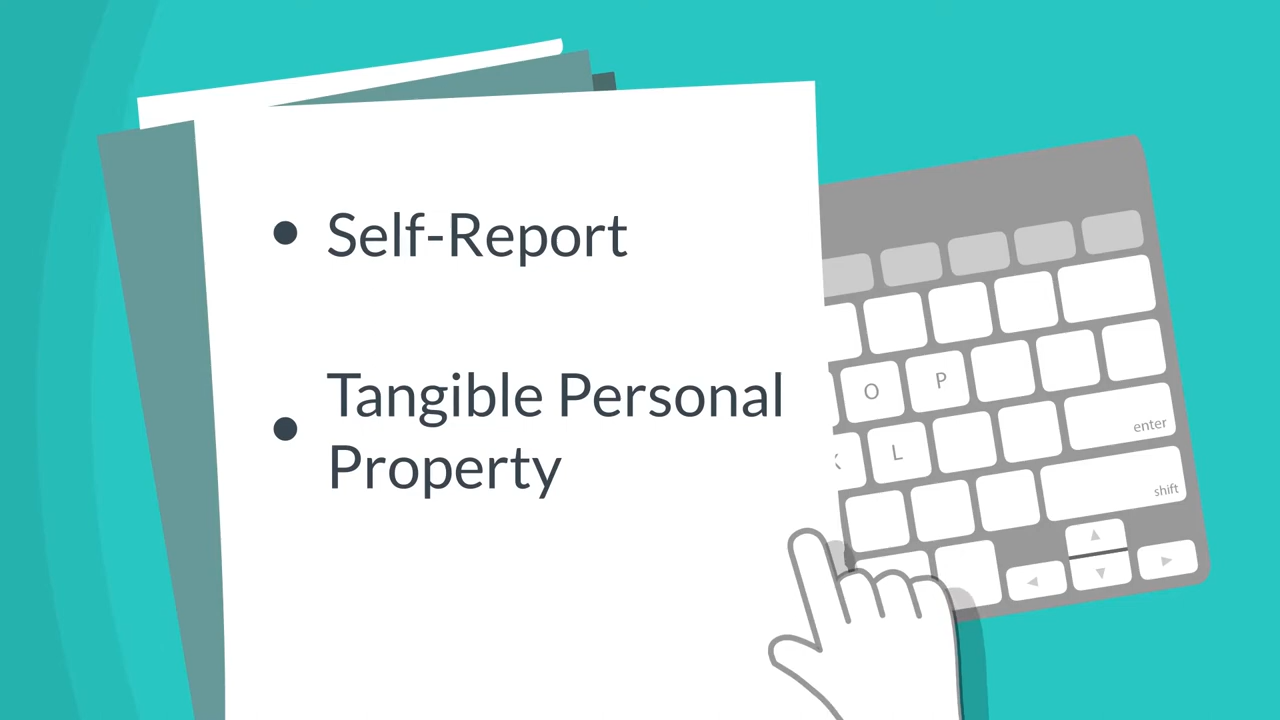 • Self-Report
• Tangible Personal
Property
O P
enter
K L
shift